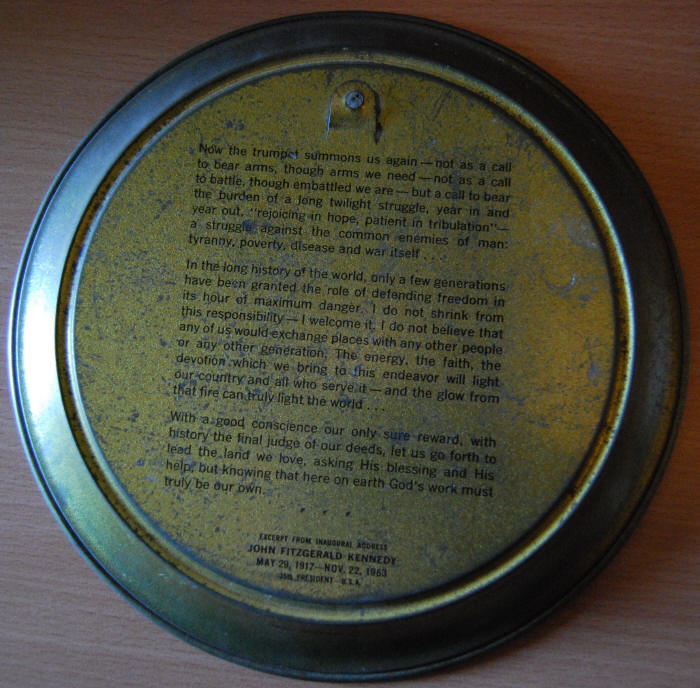 Now the trumpet summons us again — not as a call
to bear arms, though arms we need — not as a call
to battle, though embattled we are — but a call to bear
the burden of a long twilight struggle, year in and
year out, "rejoicing in hope, patient in tribulation"—
a struggle against the common enemies of man:
tyranny, poverty, disease and war itself . . .
In the long history of the world, only a few generations
have been granted the role of defending freedom in
its hour of maximum danger. I do not shrink from
this responsibility — I welcome it. I do not believe that
any of us would exchange places with any other people
or any other generation. The energy, the faith, the
devotion which we bring to this endeavor will light
our country and all who serve it — and the glow from
that fire can truly light the world . . .
With a good conscience our only sure reward, with
history the final judge of our deeds, let us go forth to
lead the land we love, asking His blessing and His
help, but knowing that here on earth God's work must
truly be our own.
EXCERPT FROM INAUGURAL ADDRESS
JOHN FITZGERALD KENNEDY
MAY 29, 1917—NOV. 22, 1963
35th PRESIDENT U.S.A.